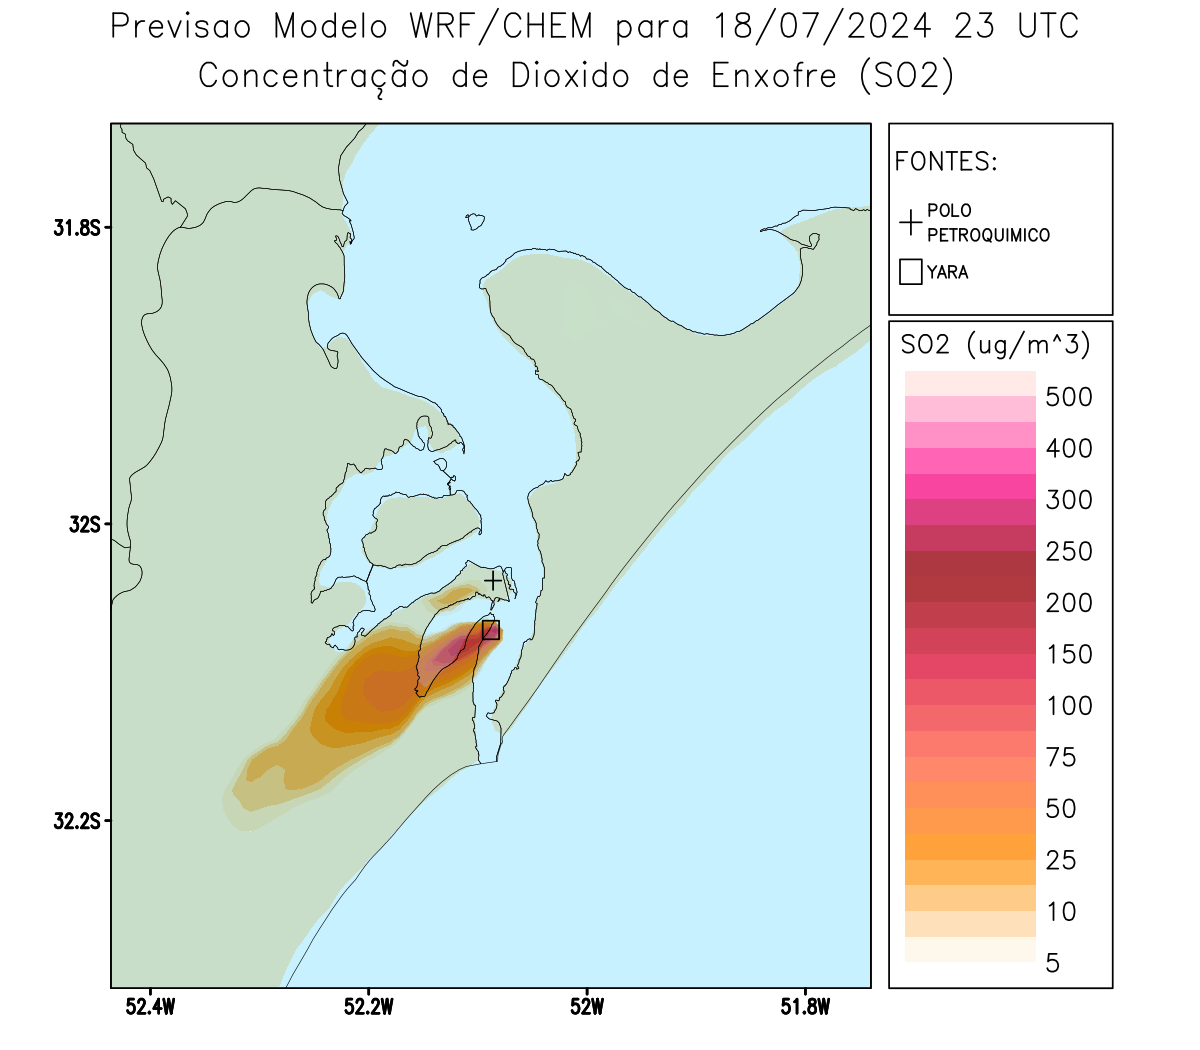 Previsao Modelo WRF/CHEM para 18/07/2024 23 UTC
Concentração de Dioxido de Enxofre (SO2)
FONTES:
POLO
PETROQUIMICO
YARA
SO2 (ug/m^3)
500
400
300
250
200
150
100
75
50
25
10
5
31.8S
32S
32.2S
52.4W
52.2W
52W
51.8W